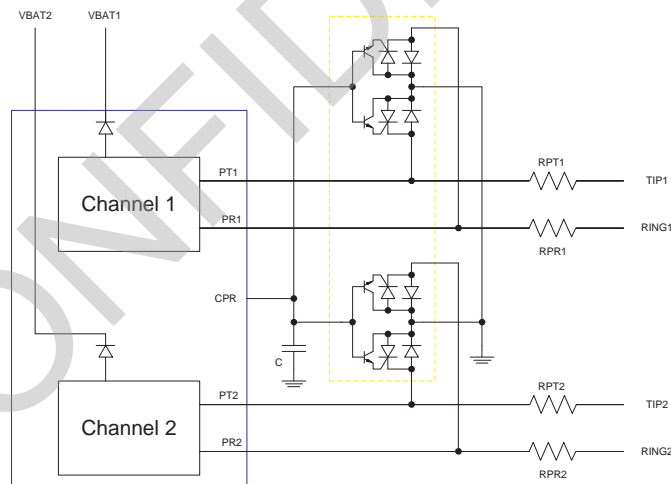 VBAT2 VBAT1
CONFID
RPT1
PT1 TIP1
Channel 1
PR1 RING1
RPR1
CPR
C
RPT2
PT2 TIP2
Channel 2
PR2 RING2
RPR2